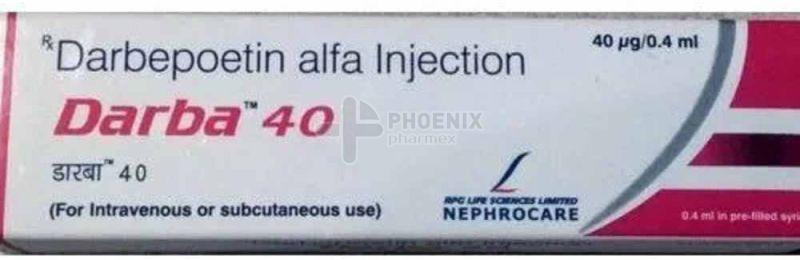 Rx Darbepoetin alfa Injection
40 µg/0.4 ml
Darba™ 40
PHOENIX
pharmex
डारबा™ 40
(For Intravenous or subcutaneous use)
RPG LIFE SCIENCES LIMITED
NEPHROCARE
0.4 ml in pre-filled